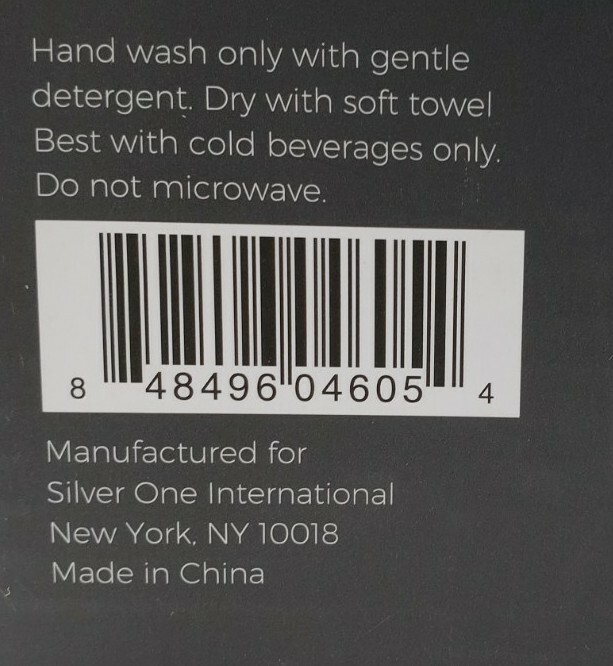 Hand wash only with gentle
detergent. Dry with soft towel
Best with cold beverages only.
Do not microwave.
8 48496 04605 4
Manufactured for
Silver One International
New York, NY 10018
Made in China